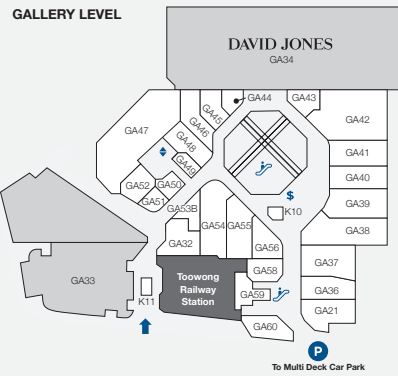 GALLERY LEVEL
DAVID JONES
GA34
GA44
GA43
GA45
GA42
GA46
GA47
GA48
GA41
GA49
GA40
GA52
GA50
$
GA51
GA39
GA53B
K10
GA54
GA55
GA38
GA32
GA56
GA37
GA58
GA33
Toowong
Railway
Station
GA59
GA36
K11
GA21
GA60
P
To Multi Deck Car Park